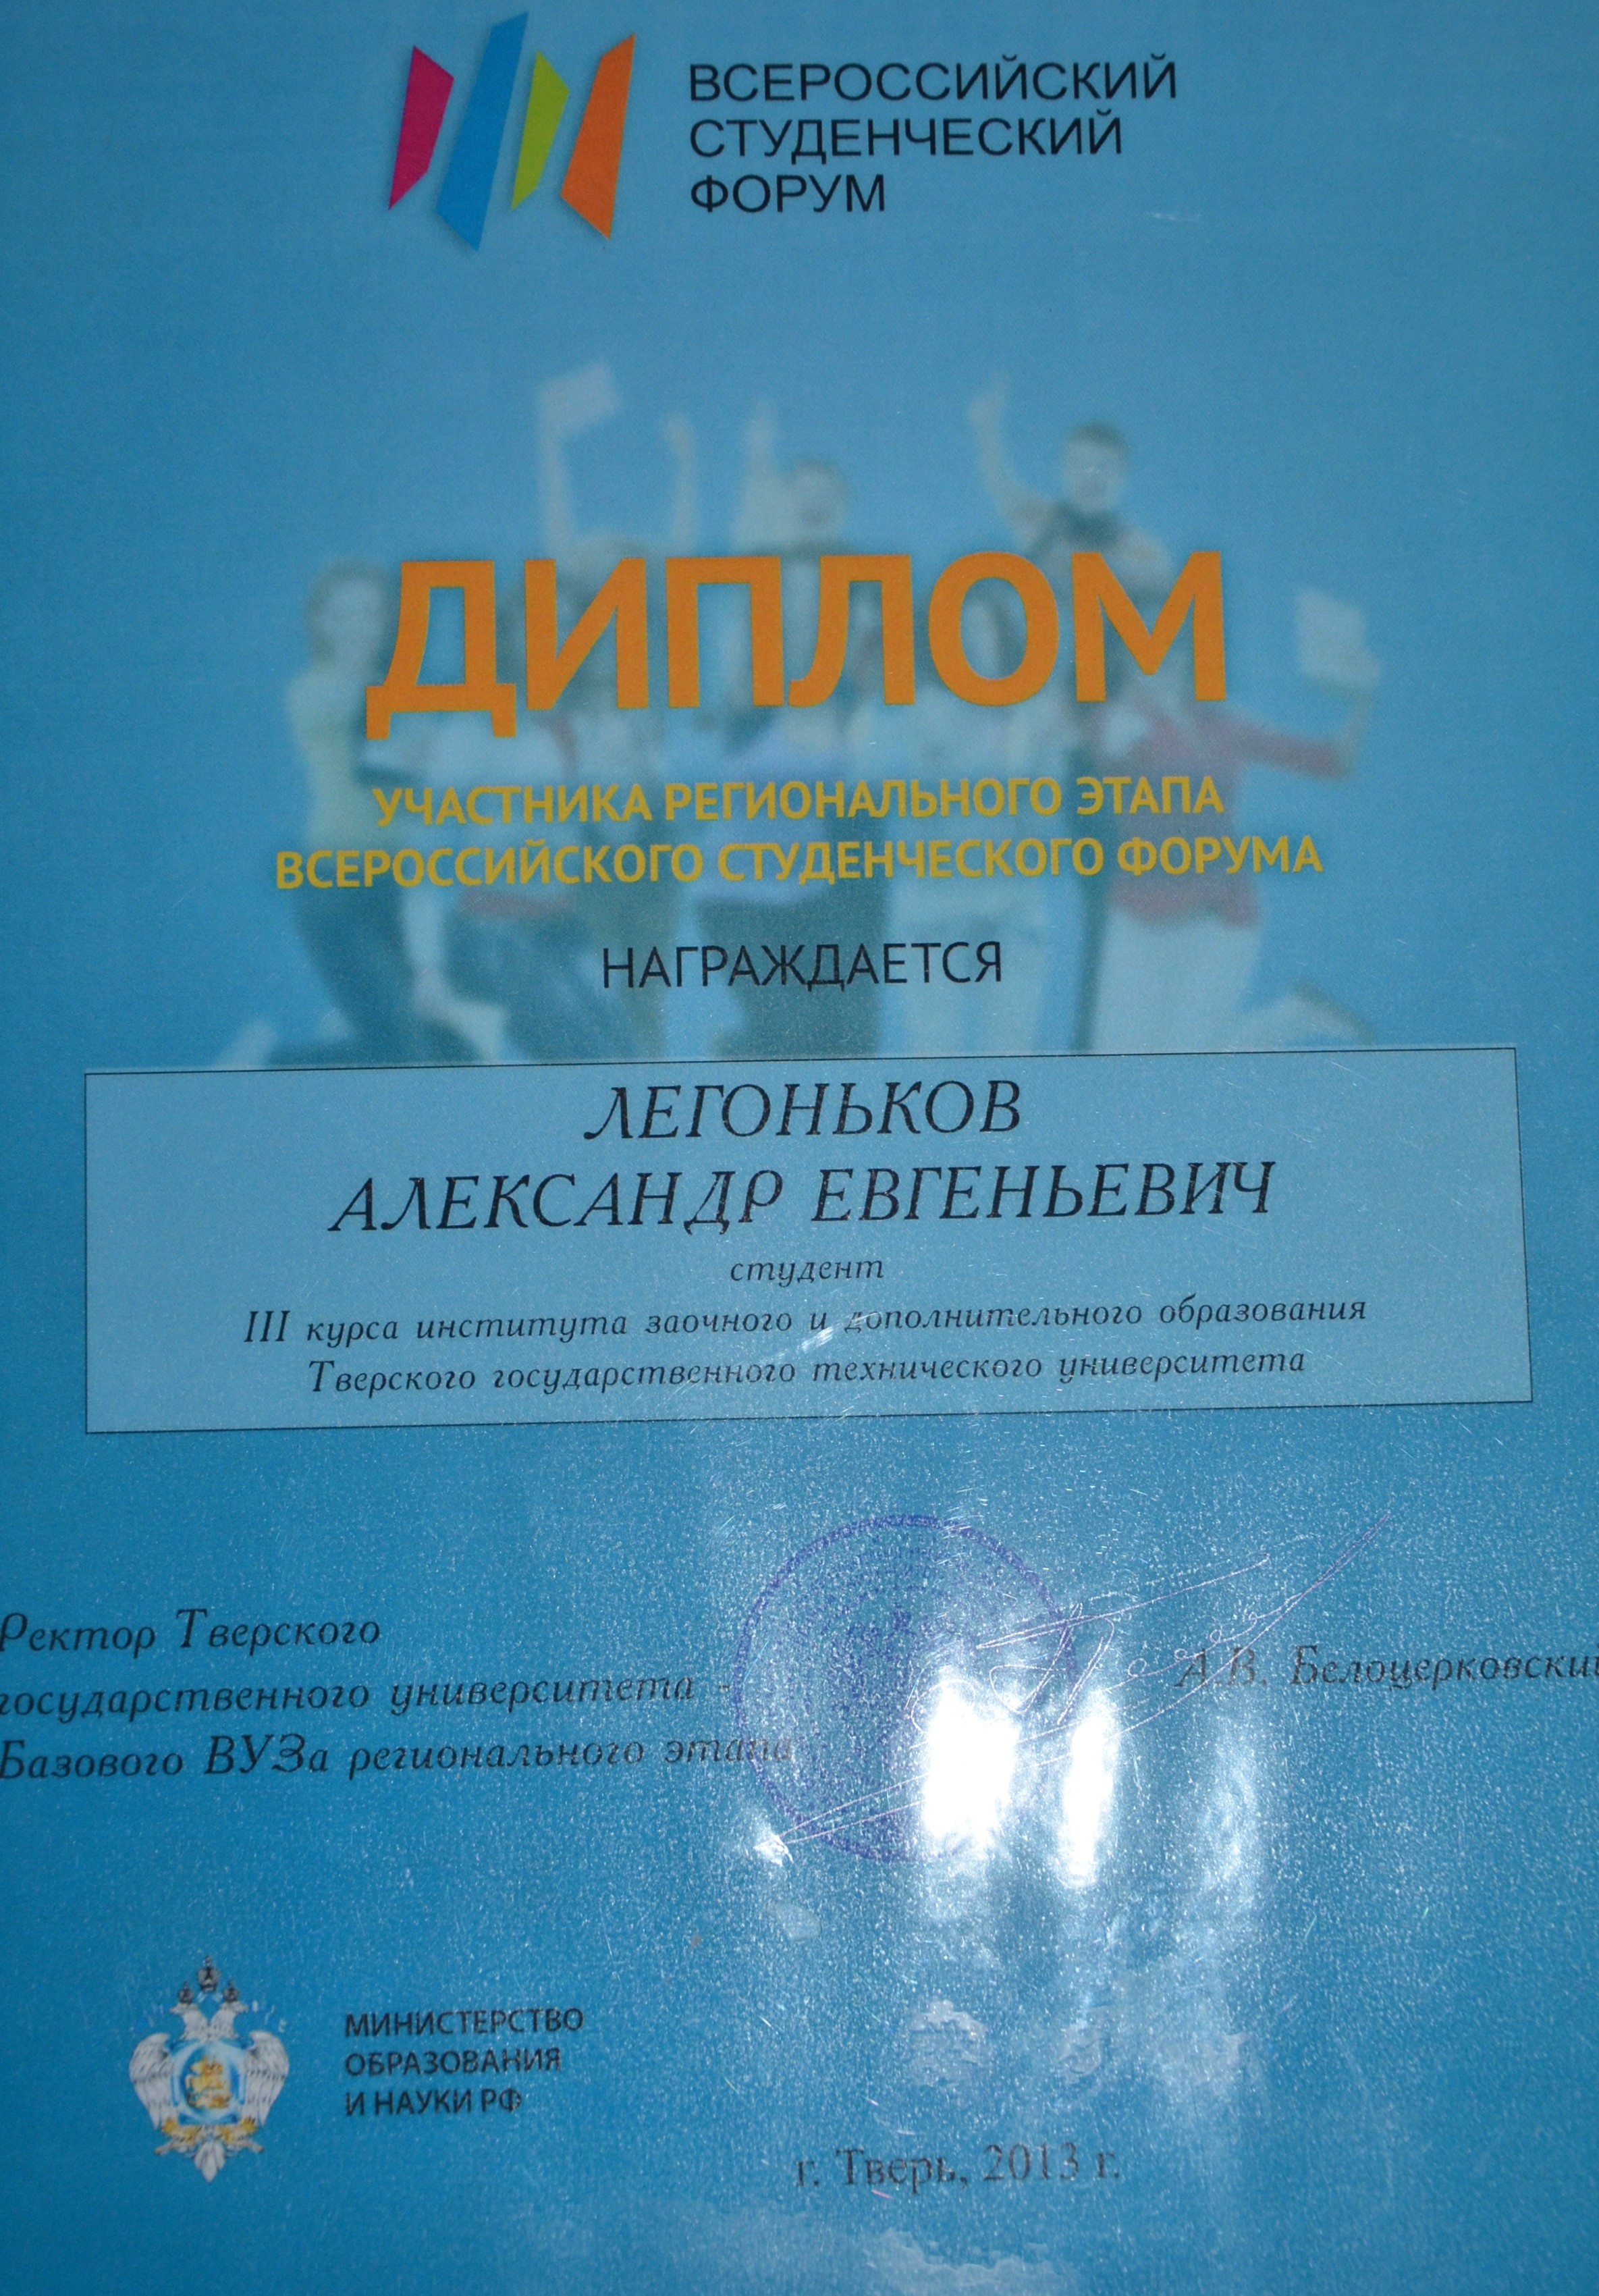 ВСЕРОССИЙСКИЙ
СТУДЕНЧЕСКИЙ
ФОРУМ
ДИПЛОМ
УЧАСТНИКА РЕГИОНАЛЬНОГО ЭТАПА
ВСЕРОССИЙСКОГО СТУДЕНЧЕСКОГО ФОРУМА
НАГРАЖДАЕТСЯ
ЛЕГОНЬКОВ
АЛЕКСАНДР ЕВГЕНЬЕВИЧ
студент
III курса института заочного и дополнительного образования
Тверского государственного технического университета
Ректор Тверского
государственного университета -
Базового ВУЗа регионального этапа
А.В. Белоцерковский
МИНИСТЕРСТВО
ОБРАЗОВАНИЯ
И НАУКИ РФ
г. Тверь, 2013 г.